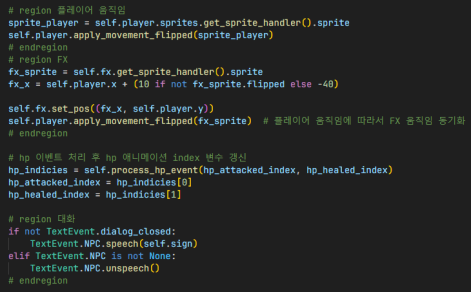 # region 플레이어 움직임
sprite_player = self.player.sprites.get_sprite_handler().sprite
self.player.apply_movement_flipped(sprite_player)
# endregion
# region FX
fx_sprite = self.fx.get_sprite_handler().sprite
fx_x = self.player.x + (10 if not fx_sprite.flipped else -40)
self.fx.set_pos((fx_x, self.player.y))
self.player.apply_movement_flipped(fx_sprite)  # 플레이어 움직임에 따라서 FX 움직임 동기화
# endregion
# hp 이벤트 처리 후 hp 애니메이션 index 변수 갱신
hp_indicies = self.process_hp_event(hp_attacked_index, hp_healed_index)
hp_attacked_index = hp_indicies[0]
hp_healed_index = hp_indicies[1]
# region 대화
if not TextEvent.dialog_closed:
    TextEvent.NPC.speech(self.sign)
elif TextEvent.NPC is not None:
    TextEvent.NPC.unspeech()
# endregion